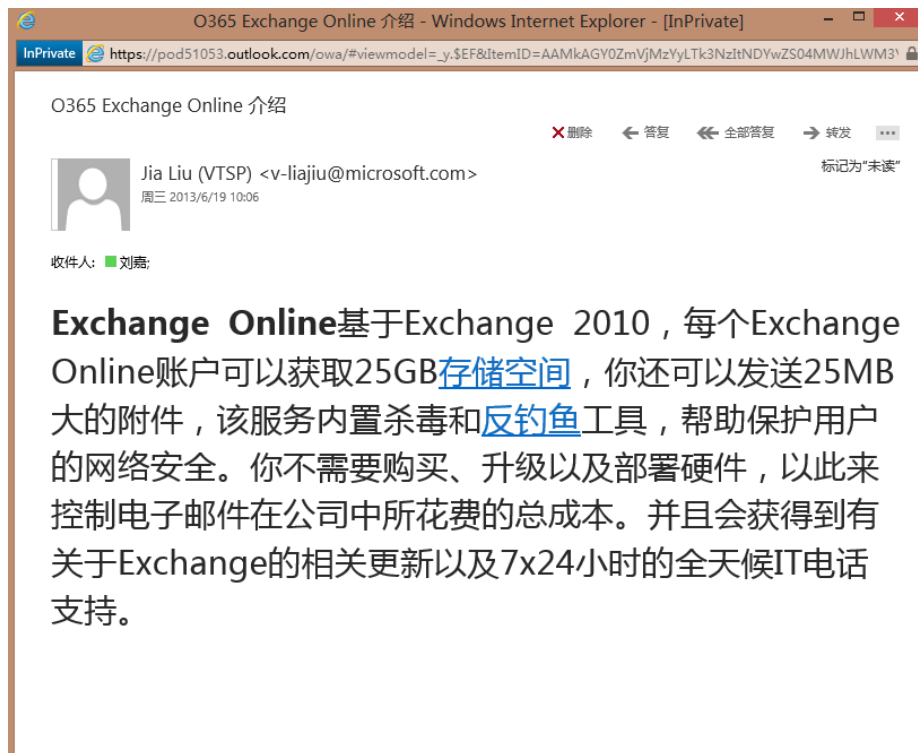 O365 Exchange Online 介绍 - Windows Internet Explorer - [InPrivate]
InPrivate https://pod51053.outlook.com/owa/#viewmodel=_y.$EF&ItemID=AAMkAGY0ZmVjMzYyLTk3NzItNDYwZS04MWJhLWM3
O365 Exchange Online 介绍
删除 答复 全部答复 转发 ...
Jia Liu (VTSP) <v-liajiu@microsoft.com> 标记为“未读”
周三 2013/6/19 10:06
收件人: 刘嘉;
Exchange Online基于Exchange 2010，每个Exchange
Online账户可以获取25GB存储空间，你还可以发送25MB
大的附件，该服务内置杀毒和反钓鱼工具，帮助保护用户
的网络安全。你不需要购买、升级以及部署硬件，以此来
控制电子邮件在公司中所花费的总成本。并且会获得到有
关于Exchange的相关更新以及7x24小时的全天候IT电话
支持。